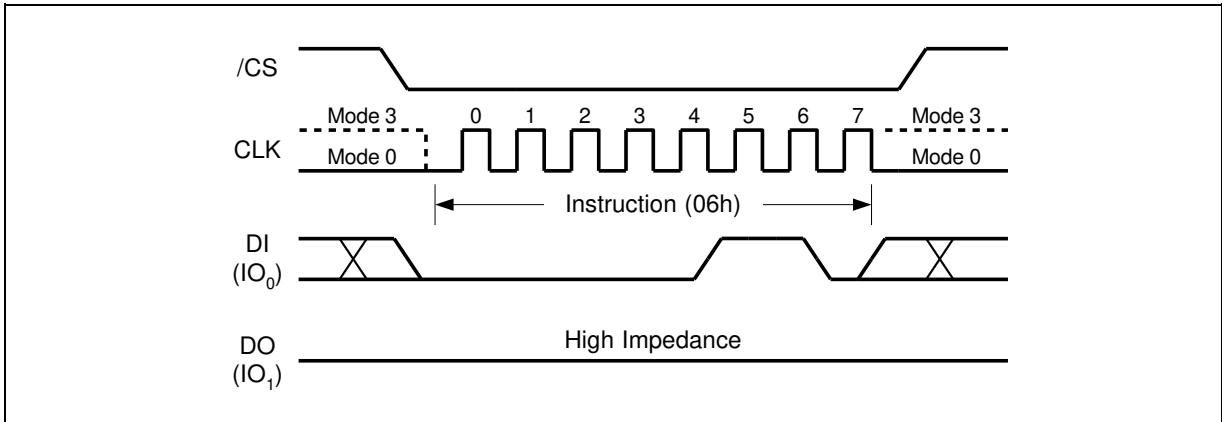 /CS
Mode 3 0 1 2 3 4 5 6 7 Mode 3
CLK
Mode 0 Mode 0
Instruction (06h)
DI
(IO₀)
High Impedance
DO
(IO₁)